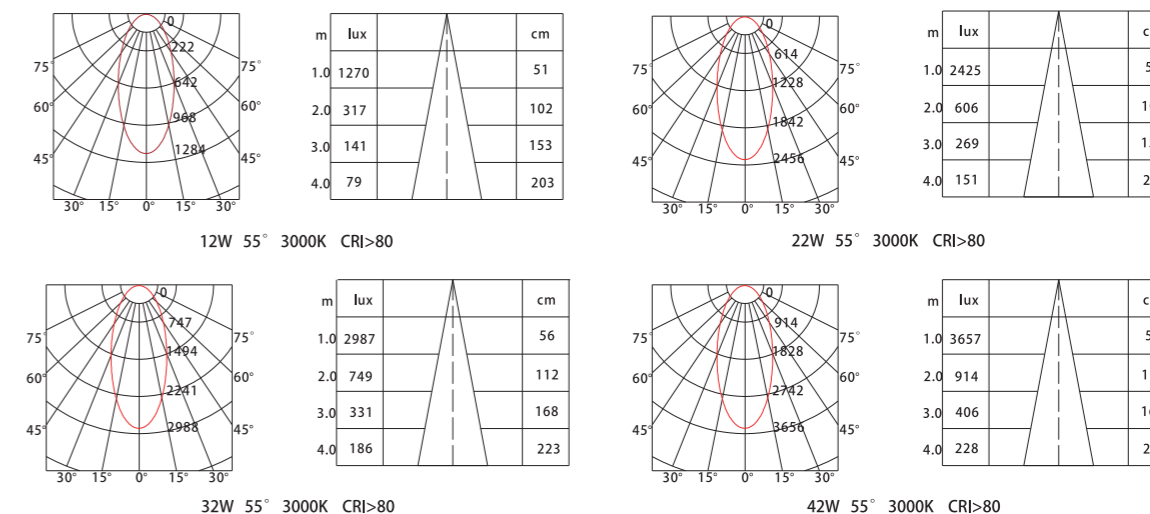 0
222
642
968
1284
75° 75°
60° 60°
45° 45°
30° 15° 0° 15° 30°
m lux cm
1.0 1270 51
2.0 317 102
3.0 141 153
4.0 79 203
12W 55° 3000K CRI>80
0
614
1228
1842
2456
75° 75°
60° 60°
45° 45°
30° 15° 0° 15° 30°
m lux
1.0 2425
2.0 606
3.0 269
4.0 151
22W 55° 3000K CRI>80
0
747
1494
2241
2988
75° 75°
60° 60°
45° 45°
30° 15° 0° 15° 30°
m lux cm
1.0 2987 56
2.0 749 112
3.0 331 168
4.0 186 223
32W 55° 3000K CRI>80
0
914
1828
2742
3656
75° 75°
60° 60°
45° 45°
30° 15° 0° 15° 30°
m lux
1.0 3657
2.0 914
3.0 406
4.0 228
42W 55° 3000K CRI>80